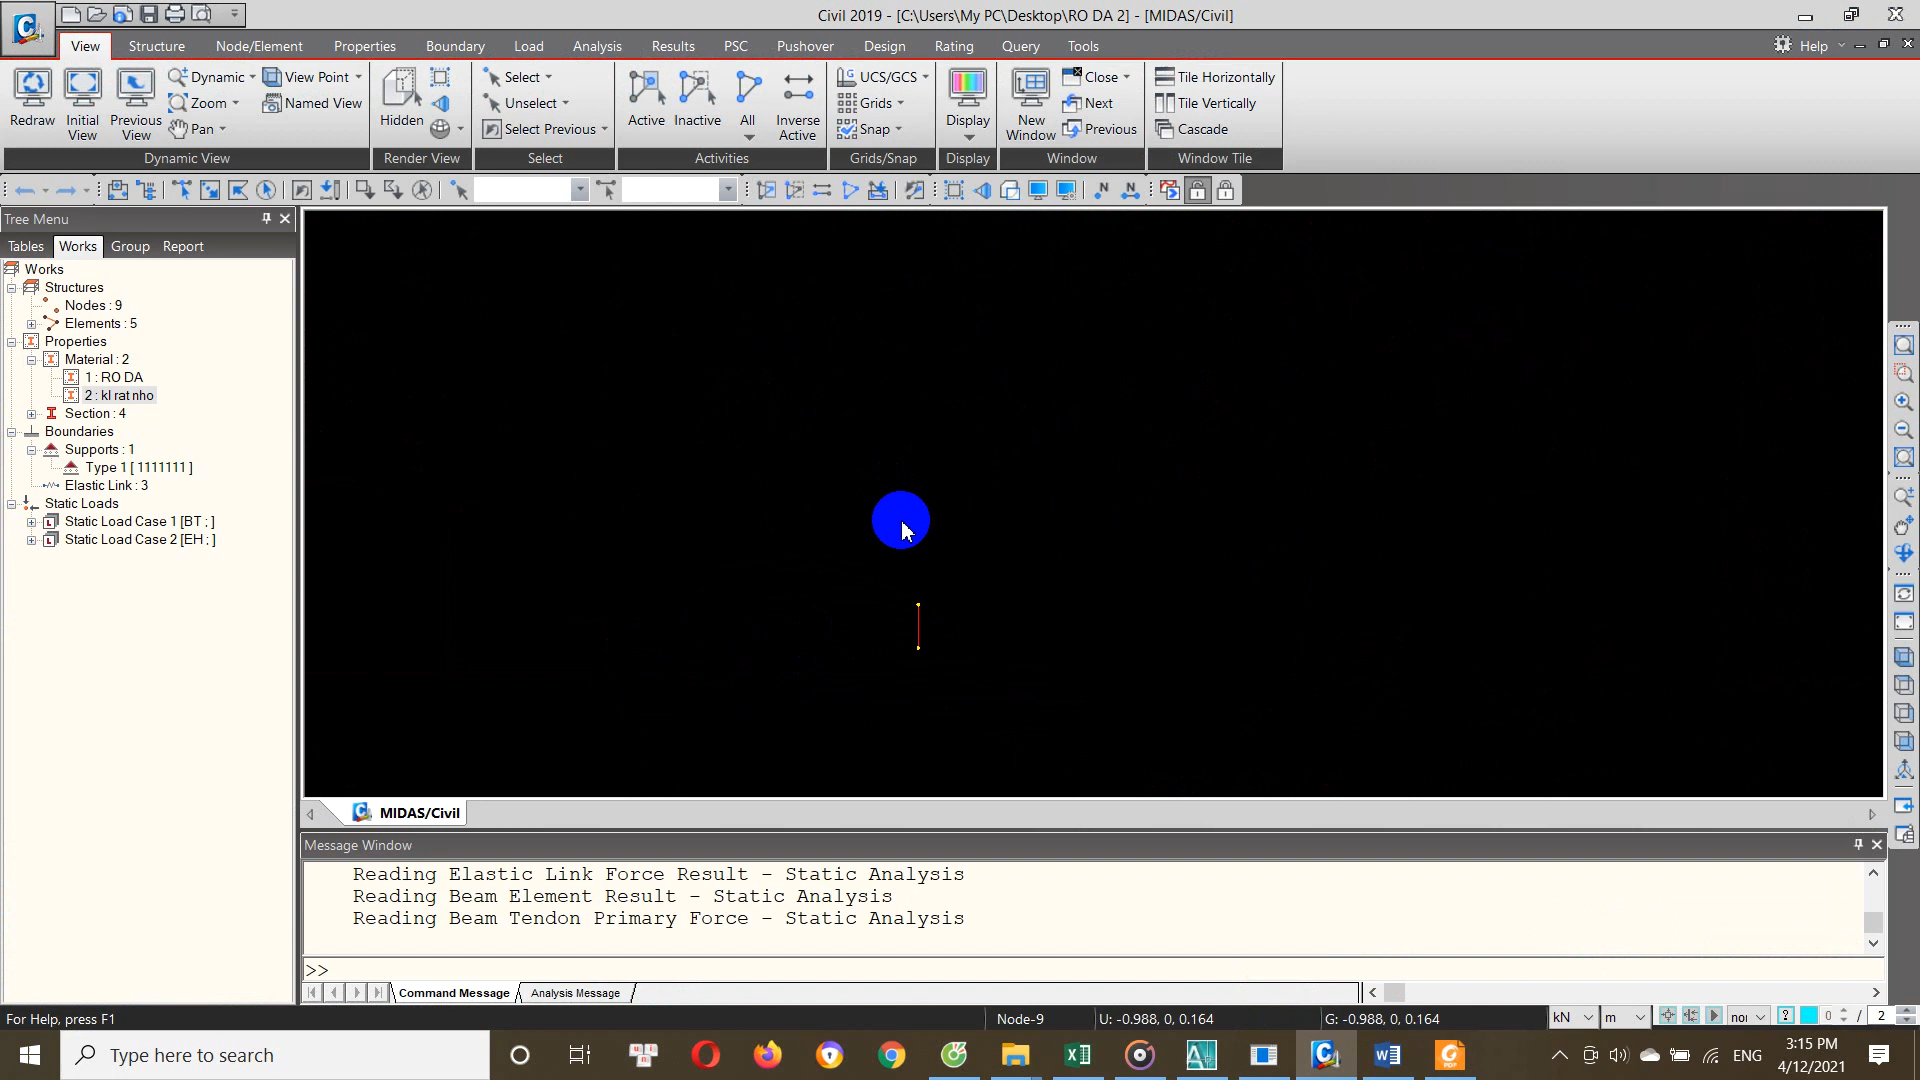 Civil 2019 - [C:\Users\My PC\Desktop\RO DA 2] - [MIDAS/Civil]
View Structure Node/Element Properties Boundary Load Analysis Results PSC Pushover Design Rating Query Tools Help
Redraw
Initial View
Previous View
Dynamic
Zoom
Pan
View Point
Named View
Dynamic View
Hidden
Render View
Select
Unselect
Select Previous
Select
Active
Inactive
All
Inverse Active
Activities
UCS/GCS
Grids
Snap
Grids/Snap
Display
Display
New Window
Close
Next
Previous
Window
Tile Horizontally
Tile Vertically
Cascade
Window Tile
Tree Menu
Tables Works Group Report
Works
Structures
Nodes : 9
Elements : 5
Properties
Material : 2
1 : RO DA
2 : kl rat nho
Section : 4
Boundaries
Supports : 1
Type 1 [ 1111111 ]
Elastic Link : 3
Static Loads
Static Load Case 1 [BT ; ]
Static Load Case 2 [EH ; ]
MIDAS/Civil
Message Window
Reading Elastic Link Force Result - Static Analysis
Reading Beam Element Result - Static Analysis
Reading Beam Tendon Primary Force - Static Analysis
>>
Command Message Analysis Message
For Help, press F1
Node-9
U: -0.988, 0, 0.164
G: -0.988, 0, 0.164
kN
m
nor
0 / 2
Type here to search
ENG
3:15 PM
4/12/2021